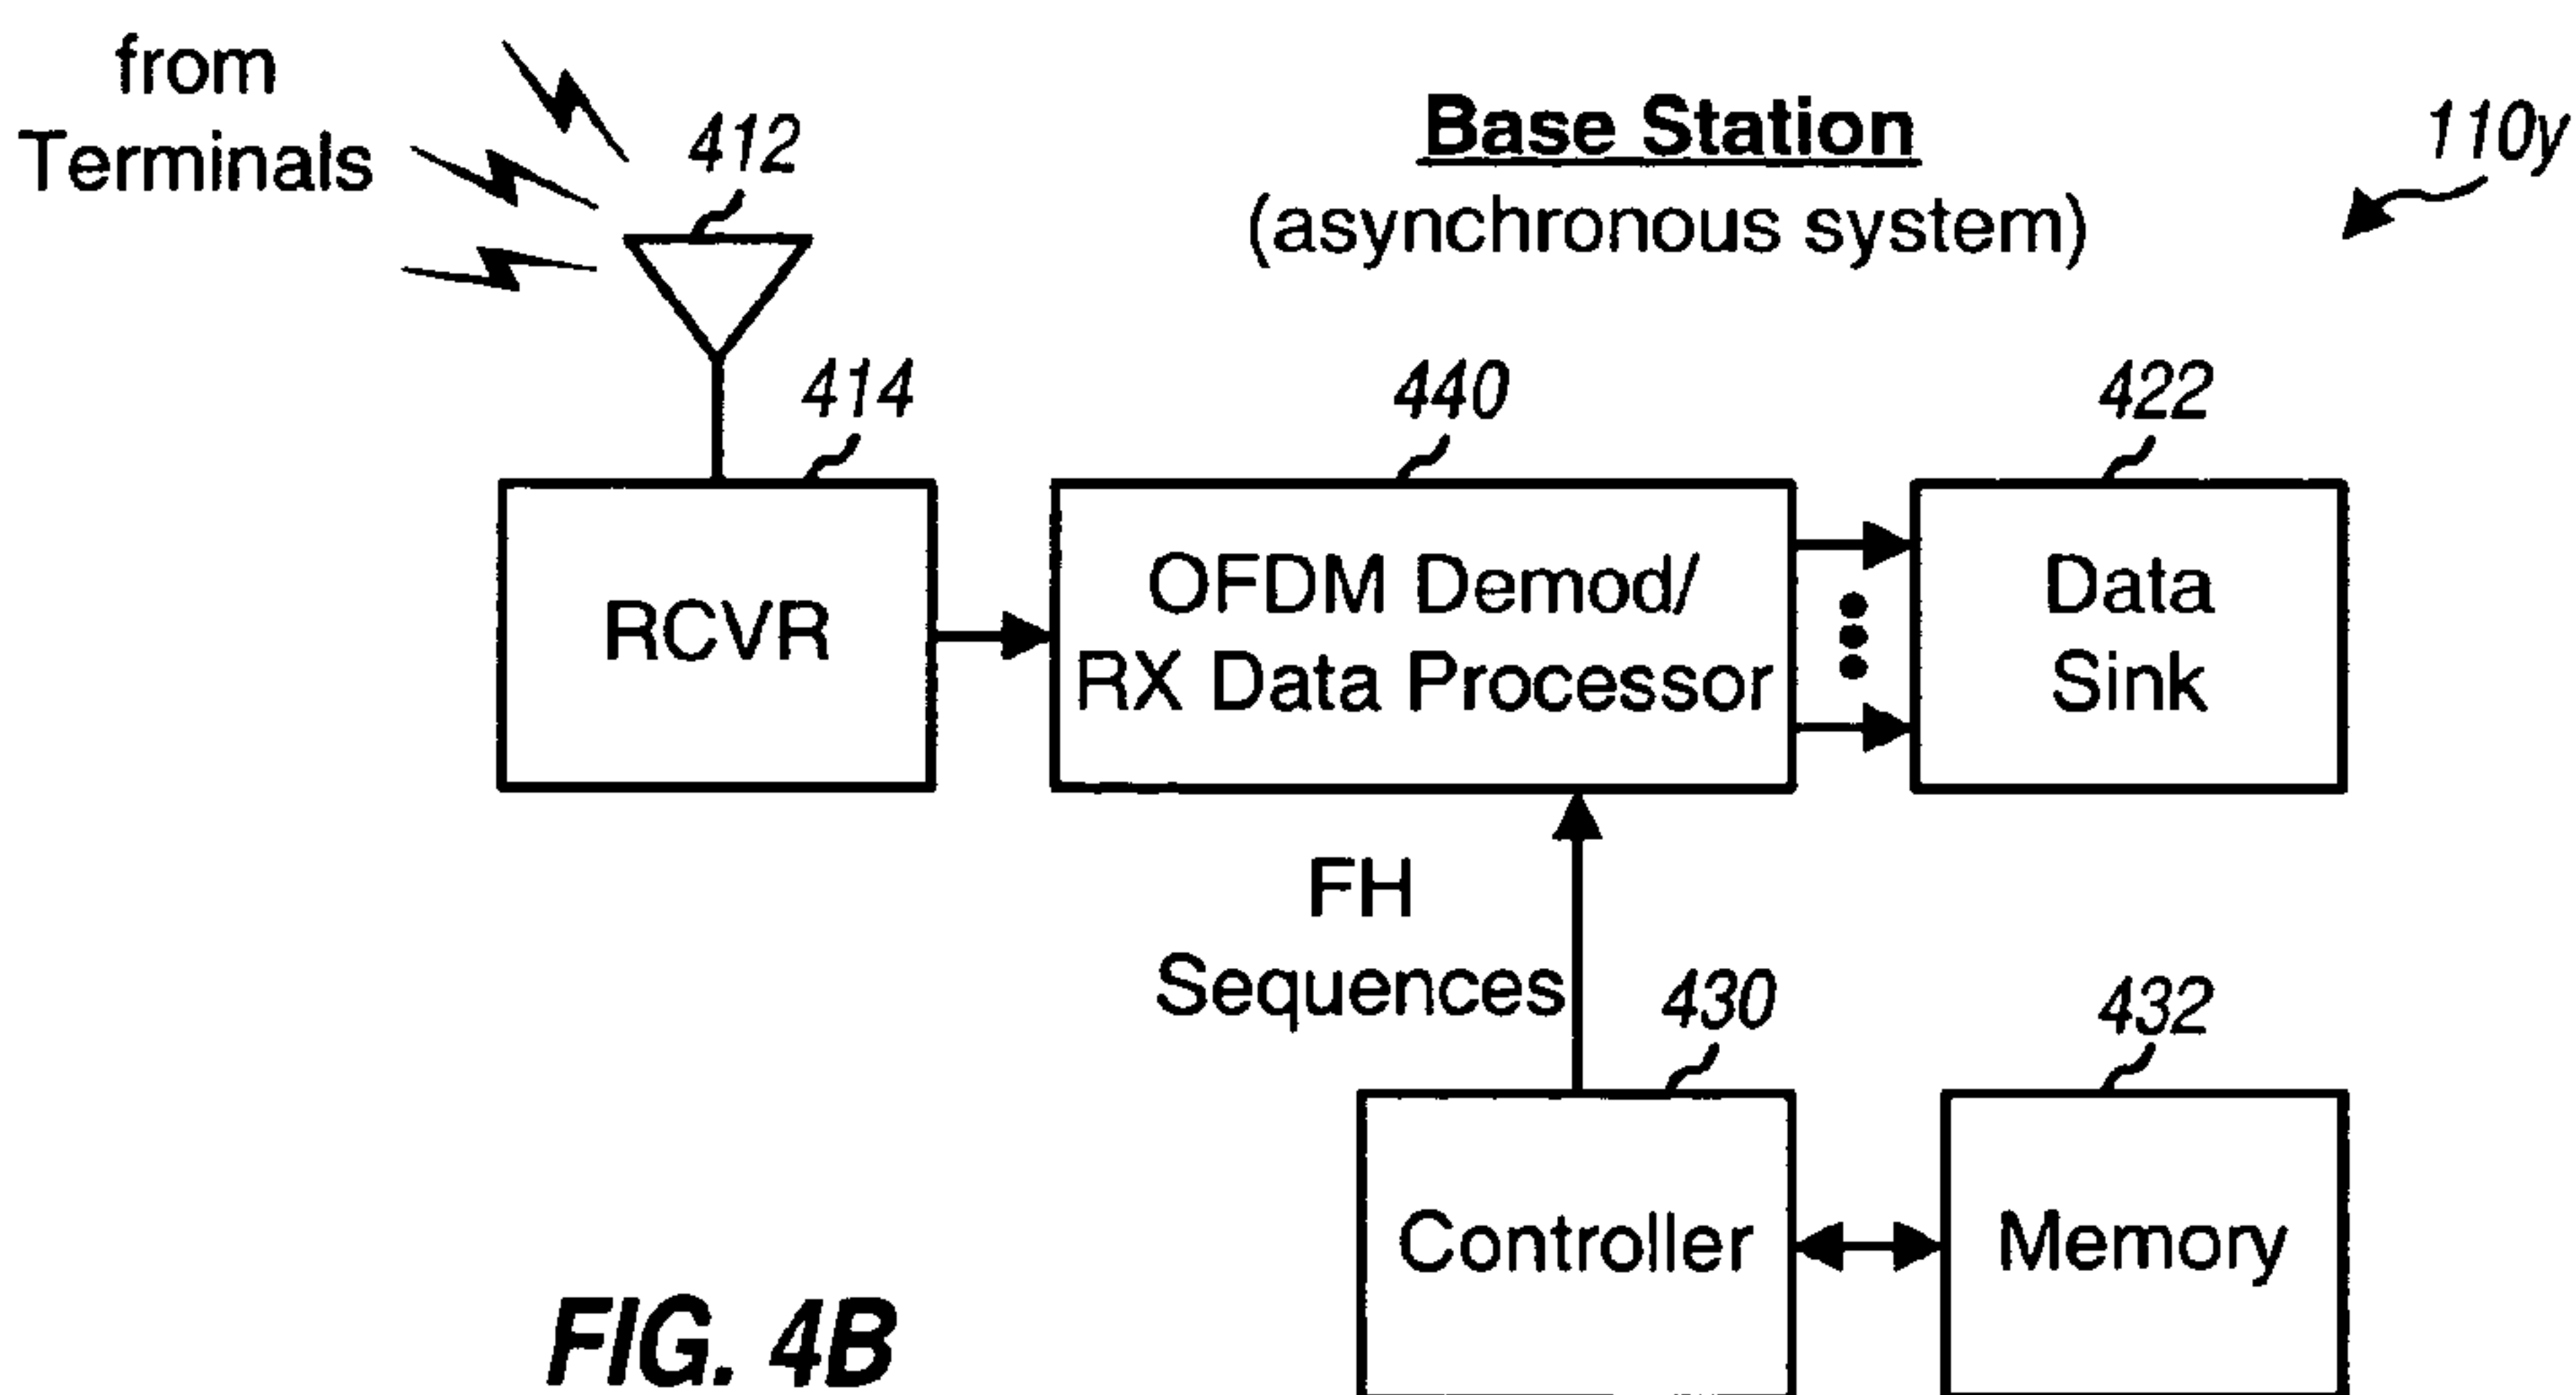 from
Terminals
412
Base Station
(asynchronous system)
110y
414
440
422
RCVR
OFDM Demod/
RX Data Processor
Data
Sink
FH
Sequences
430
432
Controller
Memory
FIG. 4B